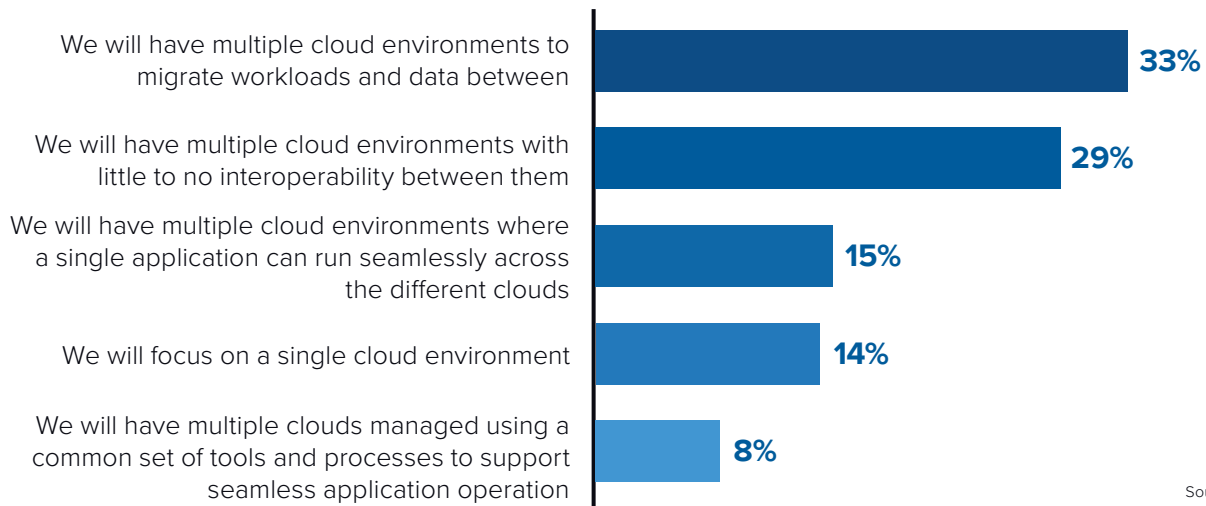 We will have multiple cloud environments to
migrate workloads and data between
33%
We will have multiple cloud environments with
little to no interoperability between them
29%
We will have multiple cloud environments where
a single application can run seamlessly across
the different clouds
15%
We will focus on a single cloud environment
14%
We will have multiple clouds managed using a
common set of tools and processes to support
seamless application operation
8%